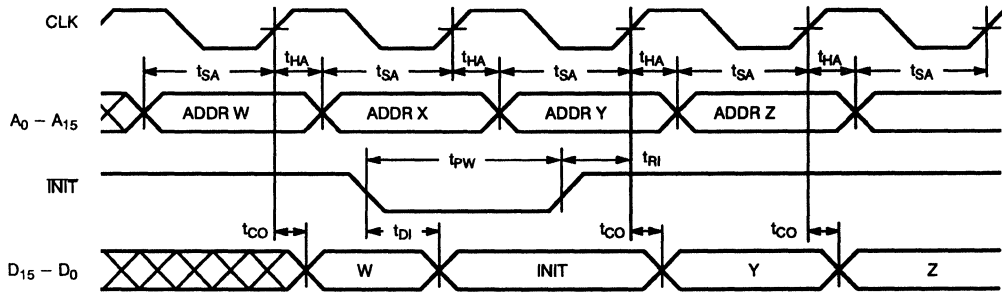 CLK
tSA tHA tSA tHA tSA tHA tSA tHA tSA
A0 – A15 ADDR W ADDR X ADDR Y ADDR Z
tPW tRI
INIT
tCO tDI tCO tCO
D15 – D0 W INIT Y Z